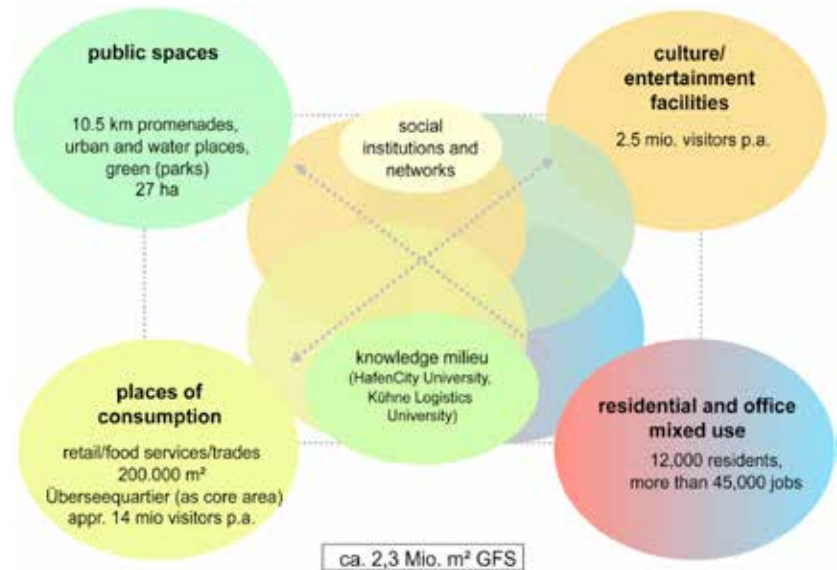 public spaces
10.5 km promenades,
urban and water places,
green (parks)
27 ha
culture/
entertainment
facilities
2.5 mio. visitors p.a.
social
institutions and
networks
knowledge milieu
(HafenCity University,
Kühne Logistics
University)
places of
consumption
retail/food services/trades
200.000 m²
Überseequartier (as core area)
appr. 14 mio visitors p.a.
residential and office
mixed use
12,000 residents,
more than 45,000 jobs
ca. 2,3 Mio. m² GFS